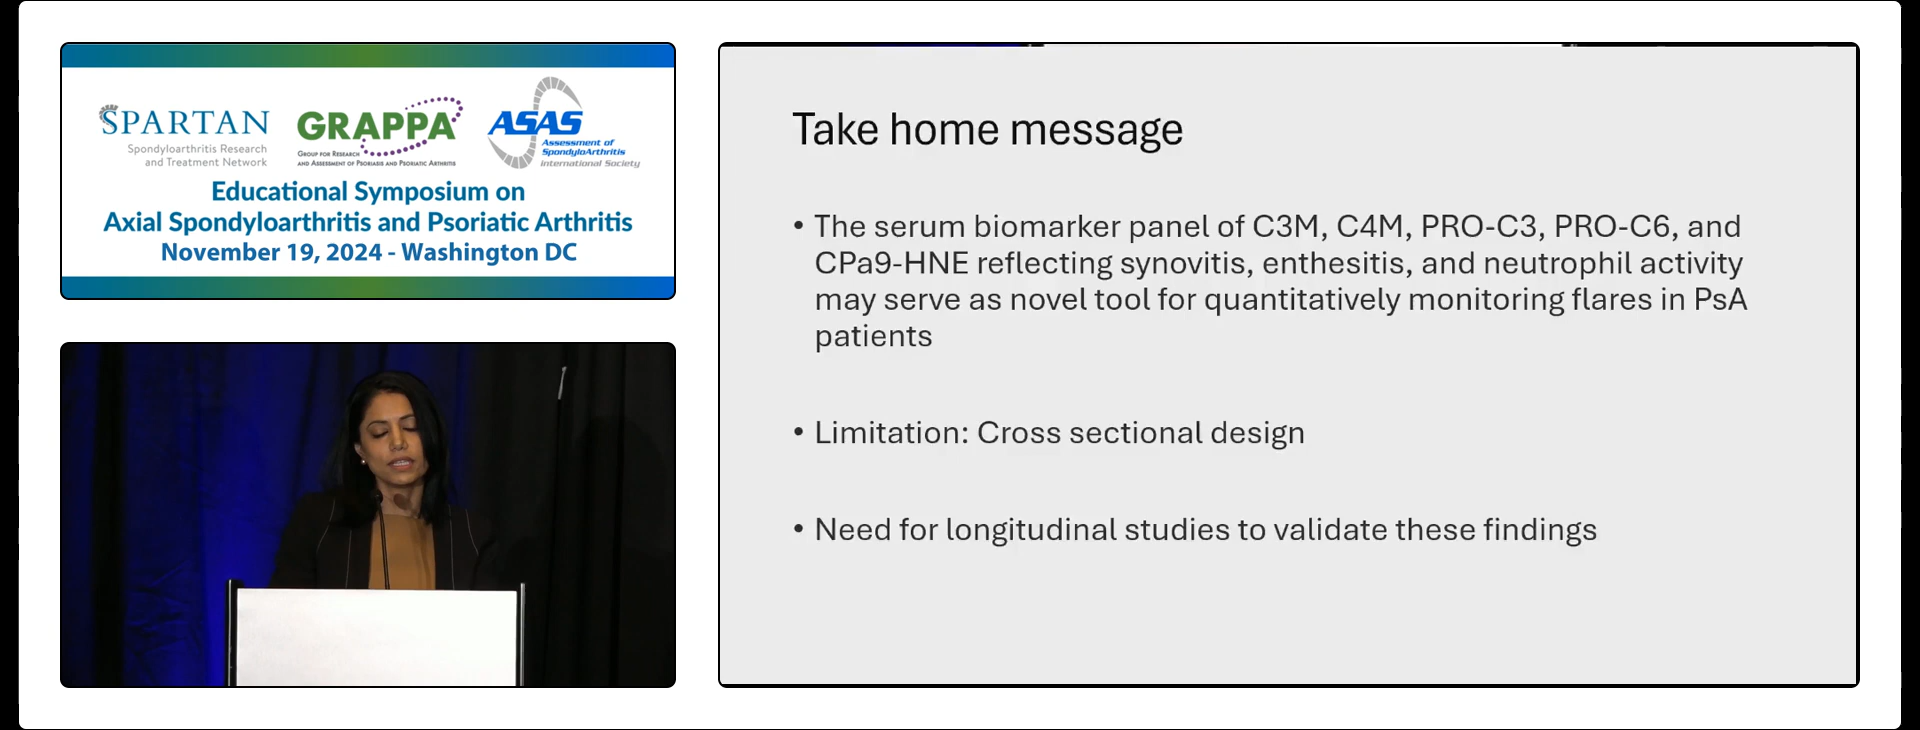 SPARTAN
Spondyloarthritis Research
and Treatment Network
GRAPPA
GROUP FOR RESEARCH
AND ASSESSMENT OF PSORIASIS AND PSORIATIC ARTHRITIS
ASAS
Assessment of
SpondyloArthritis
international Society
Educational Symposium on
Axial Spondyloarthritis and Psoriatic Arthritis
November 19, 2024 - Washington DC
Take home message
• The serum biomarker panel of C3M, C4M, PRO-C3, PRO-C6, and
CPa9-HNE reflecting synovitis, enthesitis, and neutrophil activity
may serve as novel tool for quantitatively monitoring flares in PsA
patients
• Limitation: Cross sectional design
• Need for longitudinal studies to validate these findings